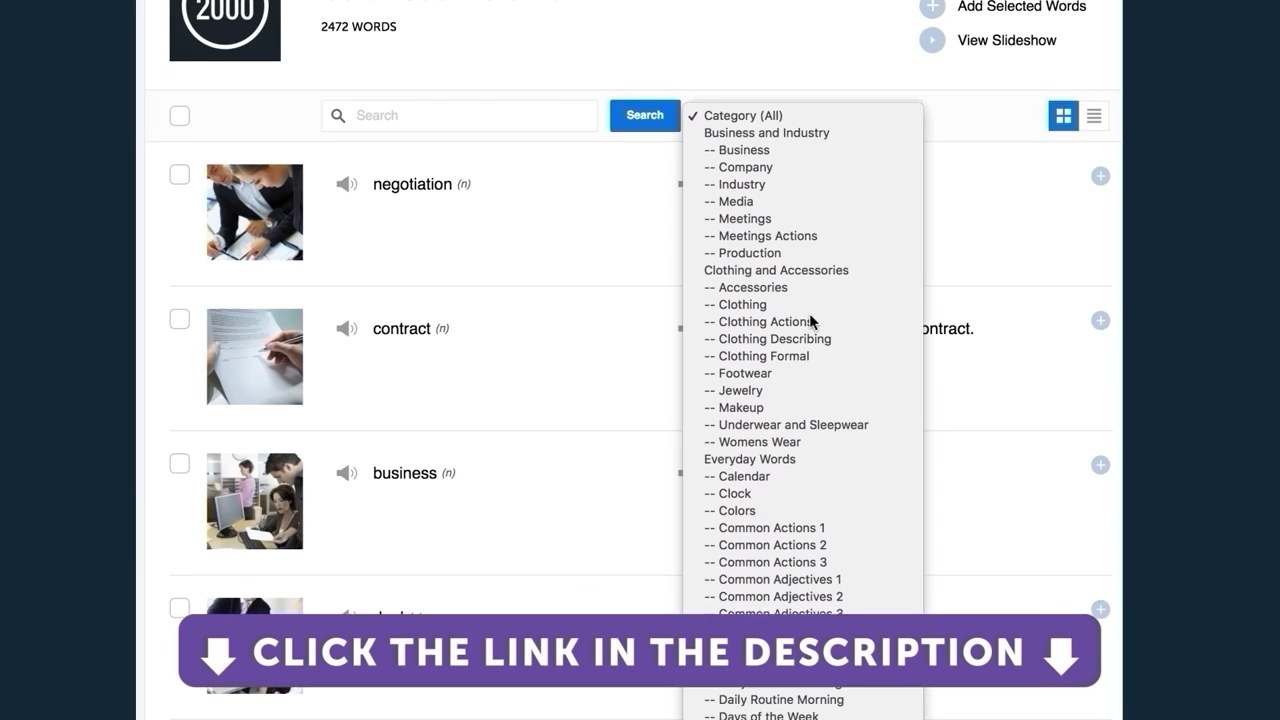 2000
2472 WORDS
Add Selected Words
View Slideshow
Search
Search
✓ Category (All)
Business and Industry
-- Business
-- Company
-- Industry
-- Media
-- Meetings
-- Meetings Actions
-- Production
Clothing and Accessories
-- Accessories
-- Clothing
-- Clothing Actions
-- Clothing Describing
-- Clothing Formal
-- Footwear
-- Jewelry
-- Makeup
-- Underwear and Sleepwear
-- Womens Wear
Everyday Words
-- Calendar
-- Clock
-- Colors
-- Common Actions 1
-- Common Actions 2
-- Common Actions 3
-- Common Adjectives 1
-- Common Adjectives 2
-- Common Adjectives 3
-- Daily Routine Morning
-- Days of the Week
negotiation (n)
contract (n)
ontract.
business (n)
CLICK THE LINK IN THE DESCRIPTION